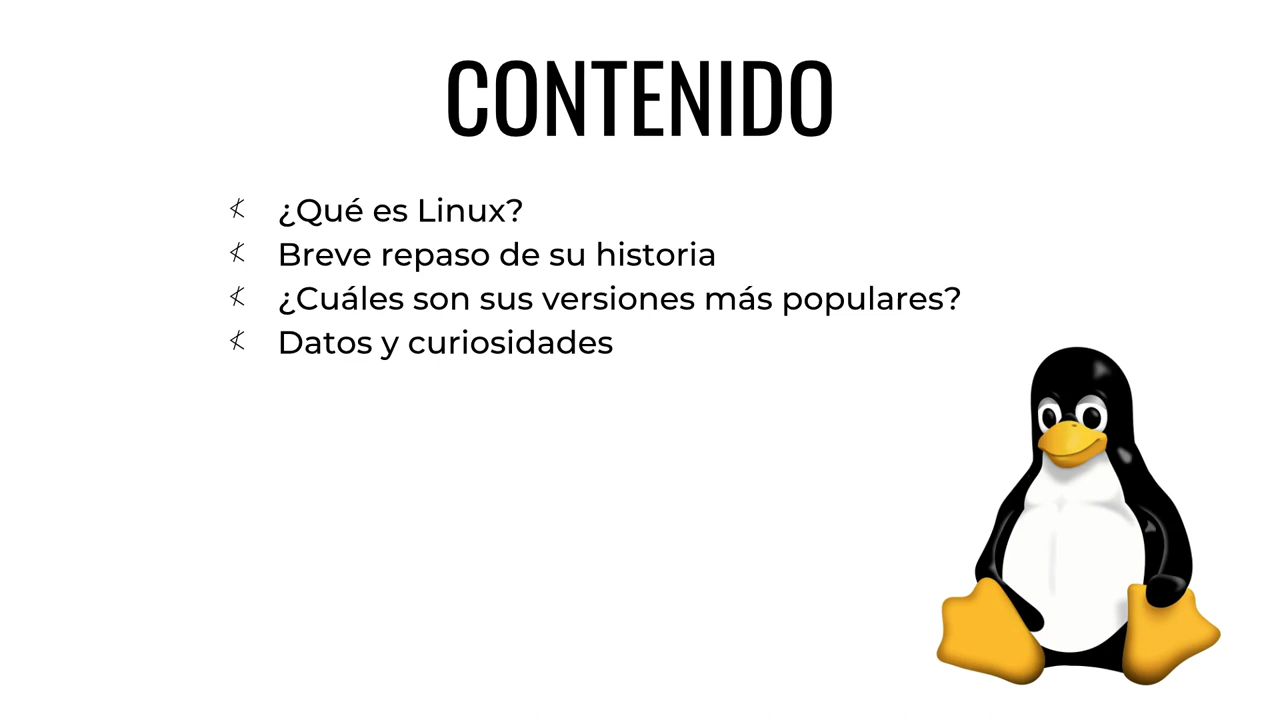 CONTENIDO
¿Qué es Linux?
Breve repaso de su historia
¿Cuáles son sus versiones más populares?
Datos y curiosidades